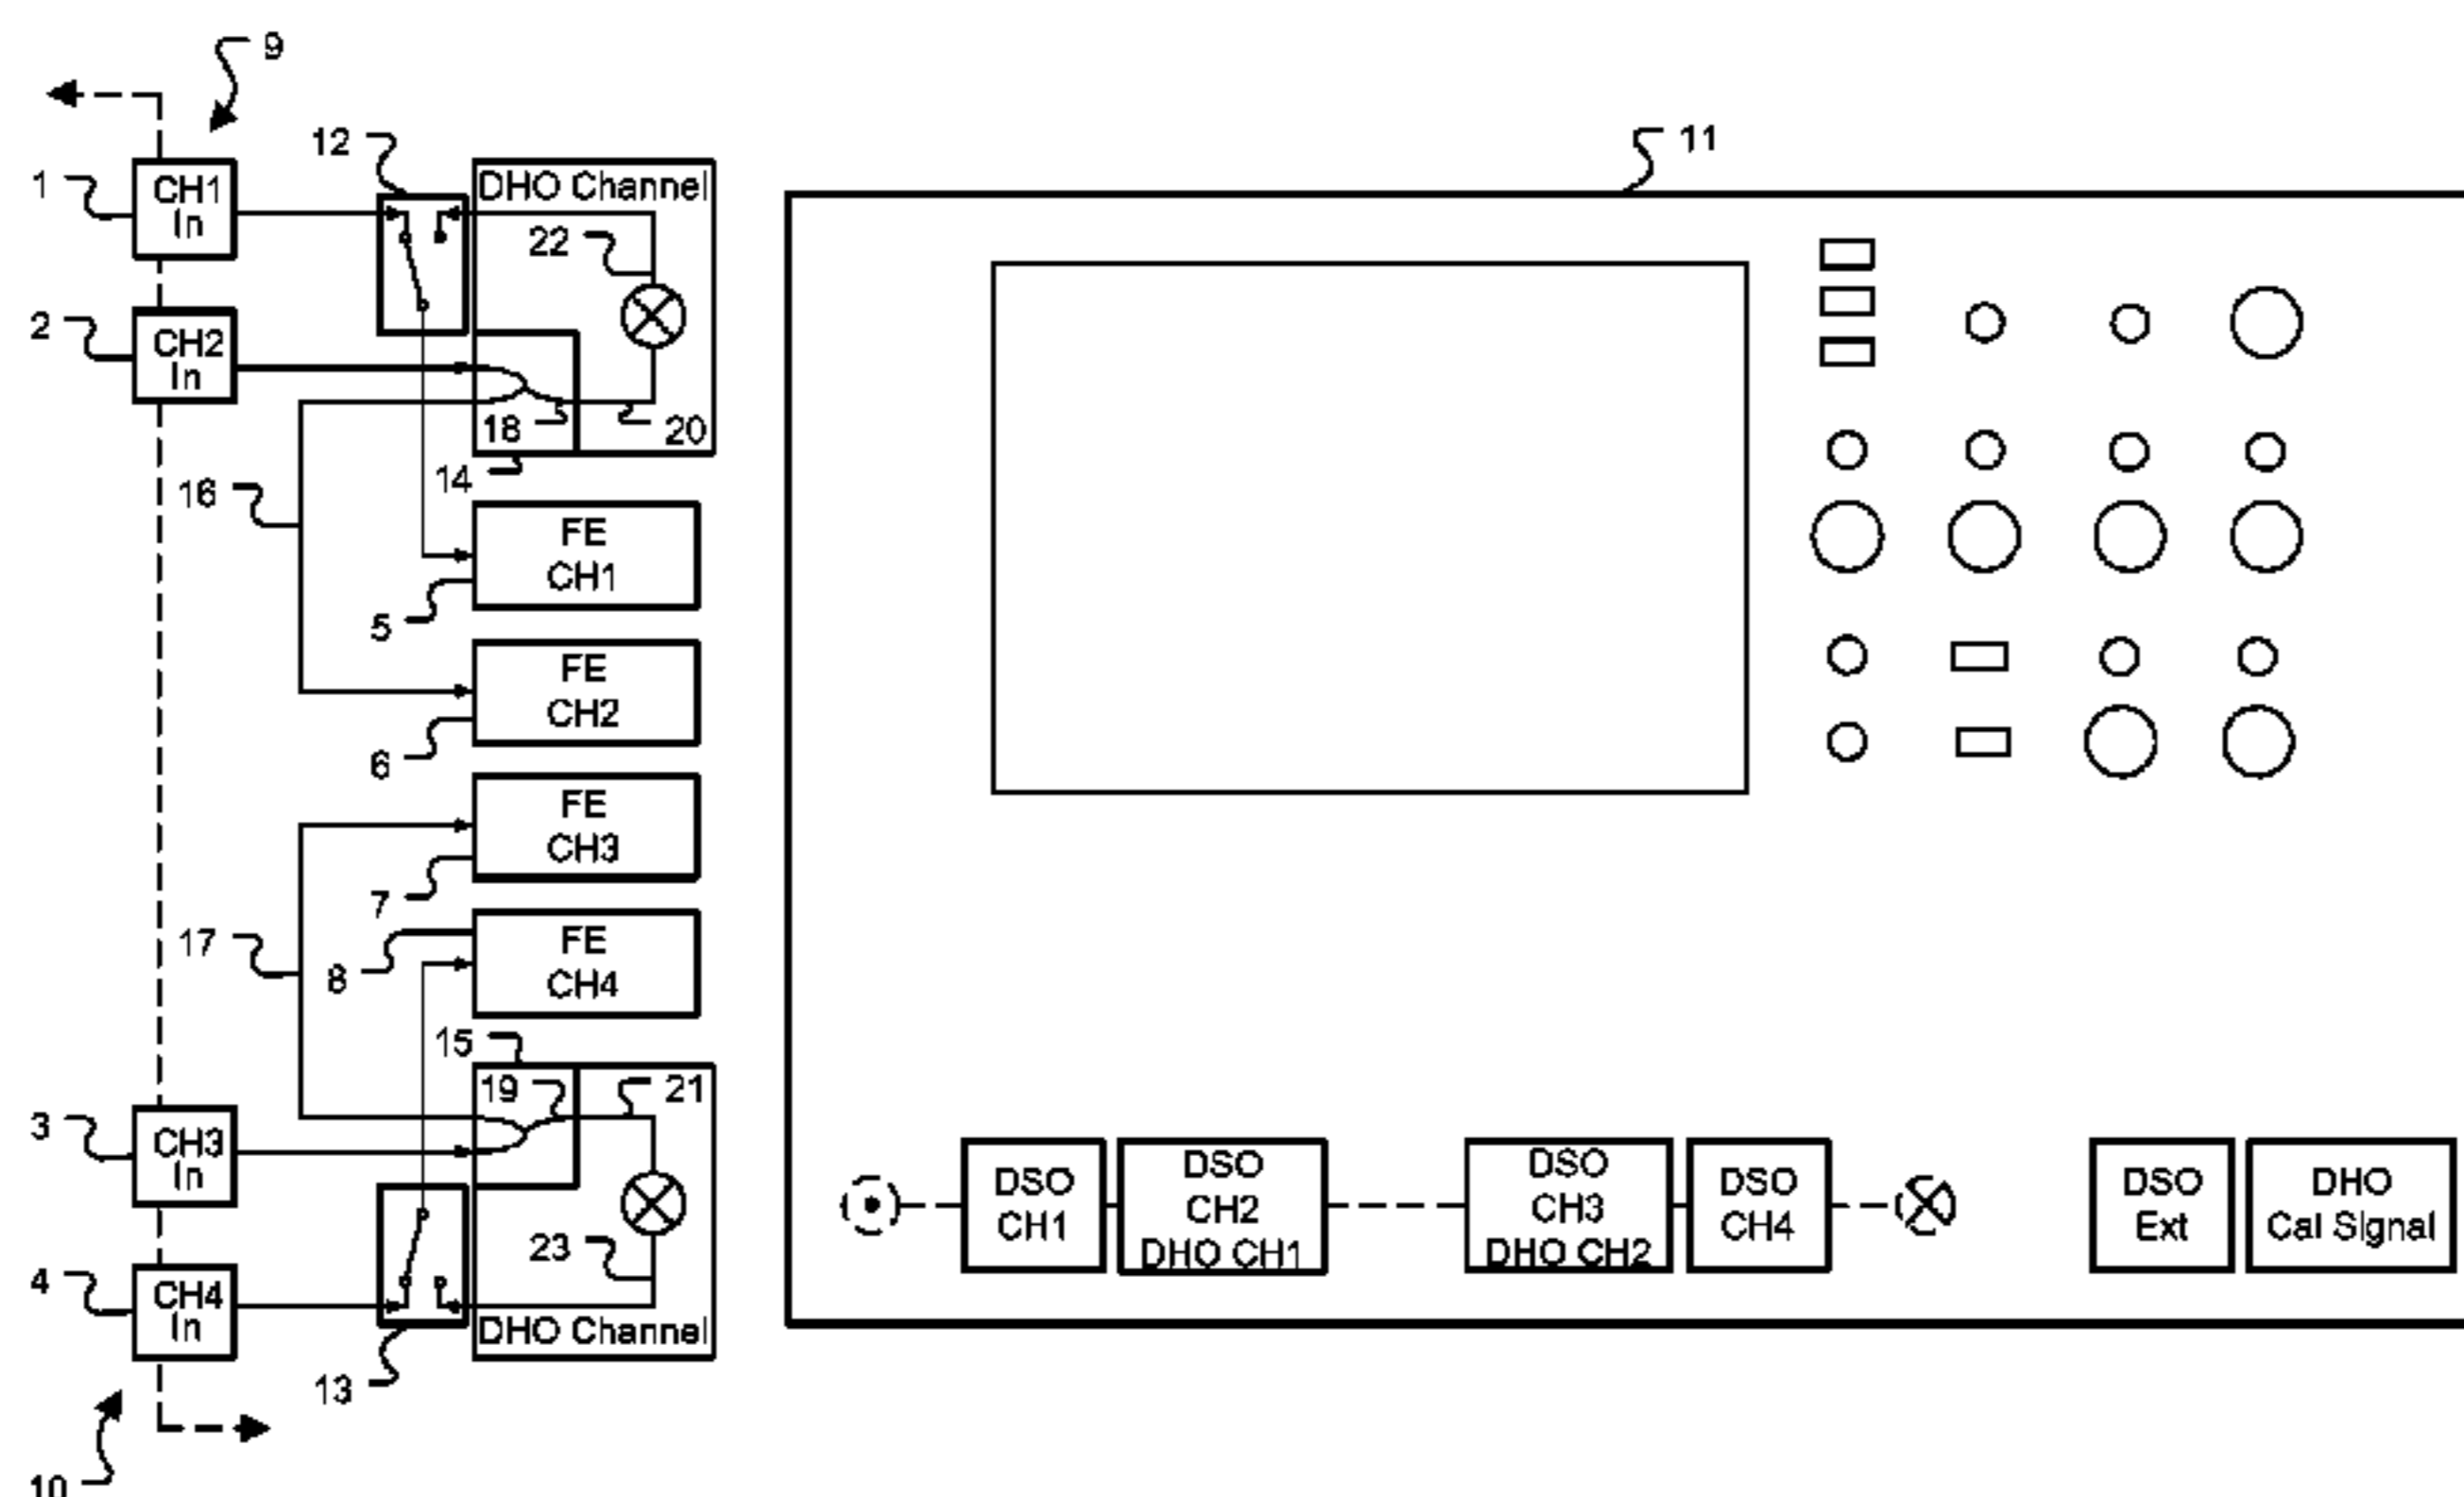 9
12
11
1
CH1
In
DHO Channel
22
2
CH2
In
18
20
14
16
FE
CH1
5
FE
CH2
6
FE
CH3
7
17
FE
CH4
8
15
19
21
3
CH3
In
23
4
CH4
In
DHO Channel
13
10
DSO
CH1
DSO
CH2
DHO CH1
DSO
CH3
DHO CH2
DSO
CH4
DSO
Ext
DHO
Cal Signal